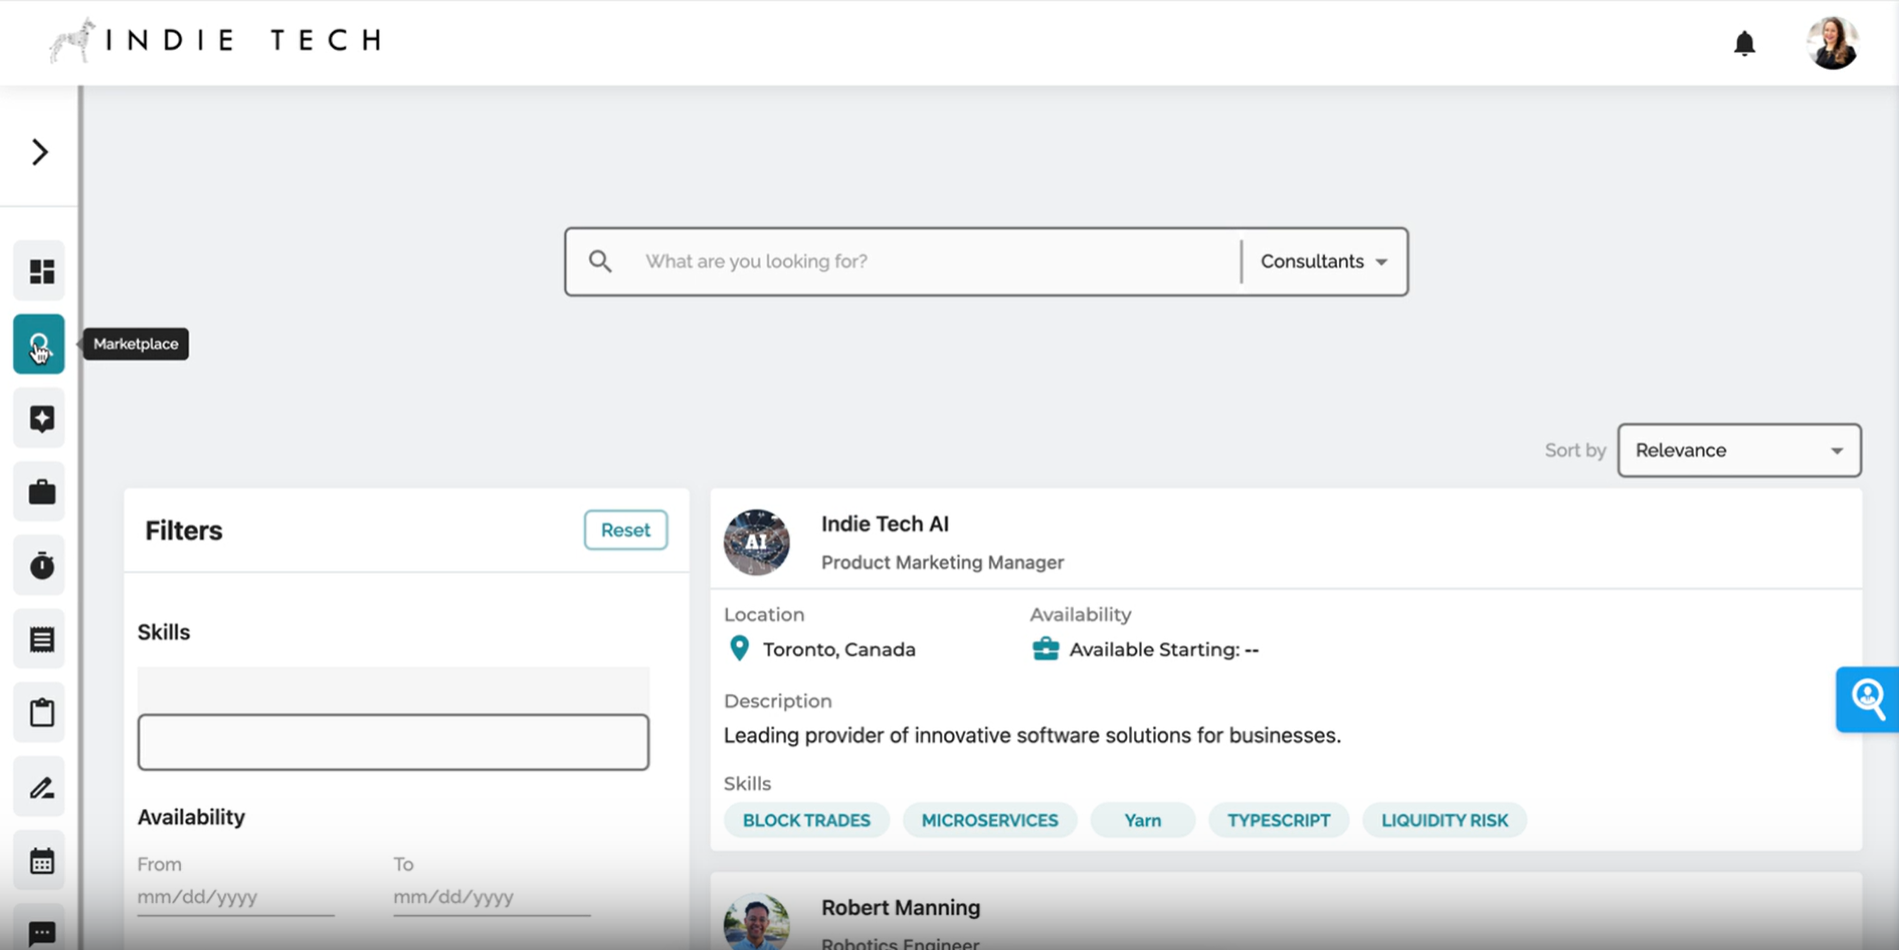 INDIE TECH
What are you looking for?
Consultants
Marketplace
Sort by
Relevance
Filters
Reset
Skills
Availability
From
To
mm/dd/yyyy
mm/dd/yyyy
AI
Indie Tech AI
Product Marketing Manager
Location
Availability
Toronto, Canada
Available Starting: --
Description
Leading provider of innovative software solutions for businesses.
Skills
BLOCK TRADES
MICROSERVICES
Yarn
TYPESCRIPT
LIQUIDITY RISK
Robert Manning
Robotics Engineer